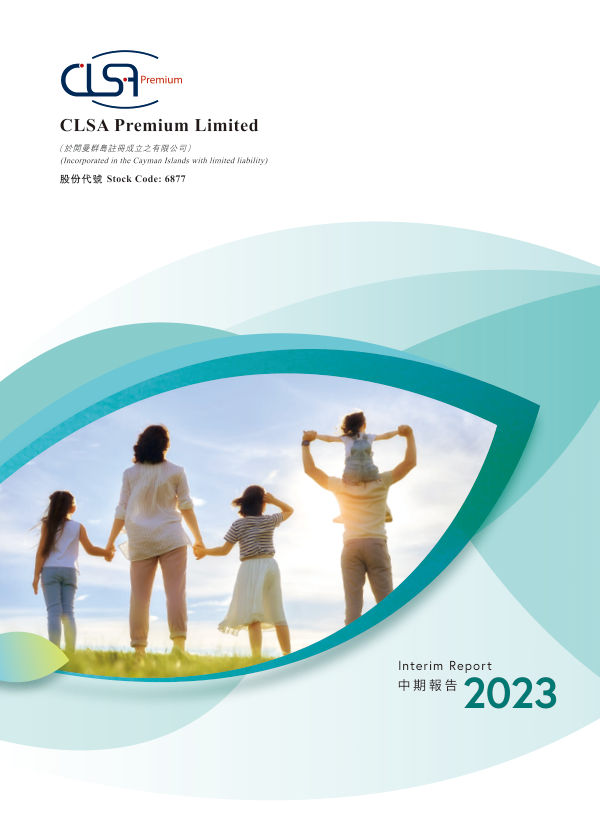 CLSA Premium
CLSA Premium Limited
(於開曼群島註冊成立之有限公司)
(Incorporated in the Cayman Islands with limited liability)
股份代號 Stock Code: 6877
Interim Report
中期報告 2023